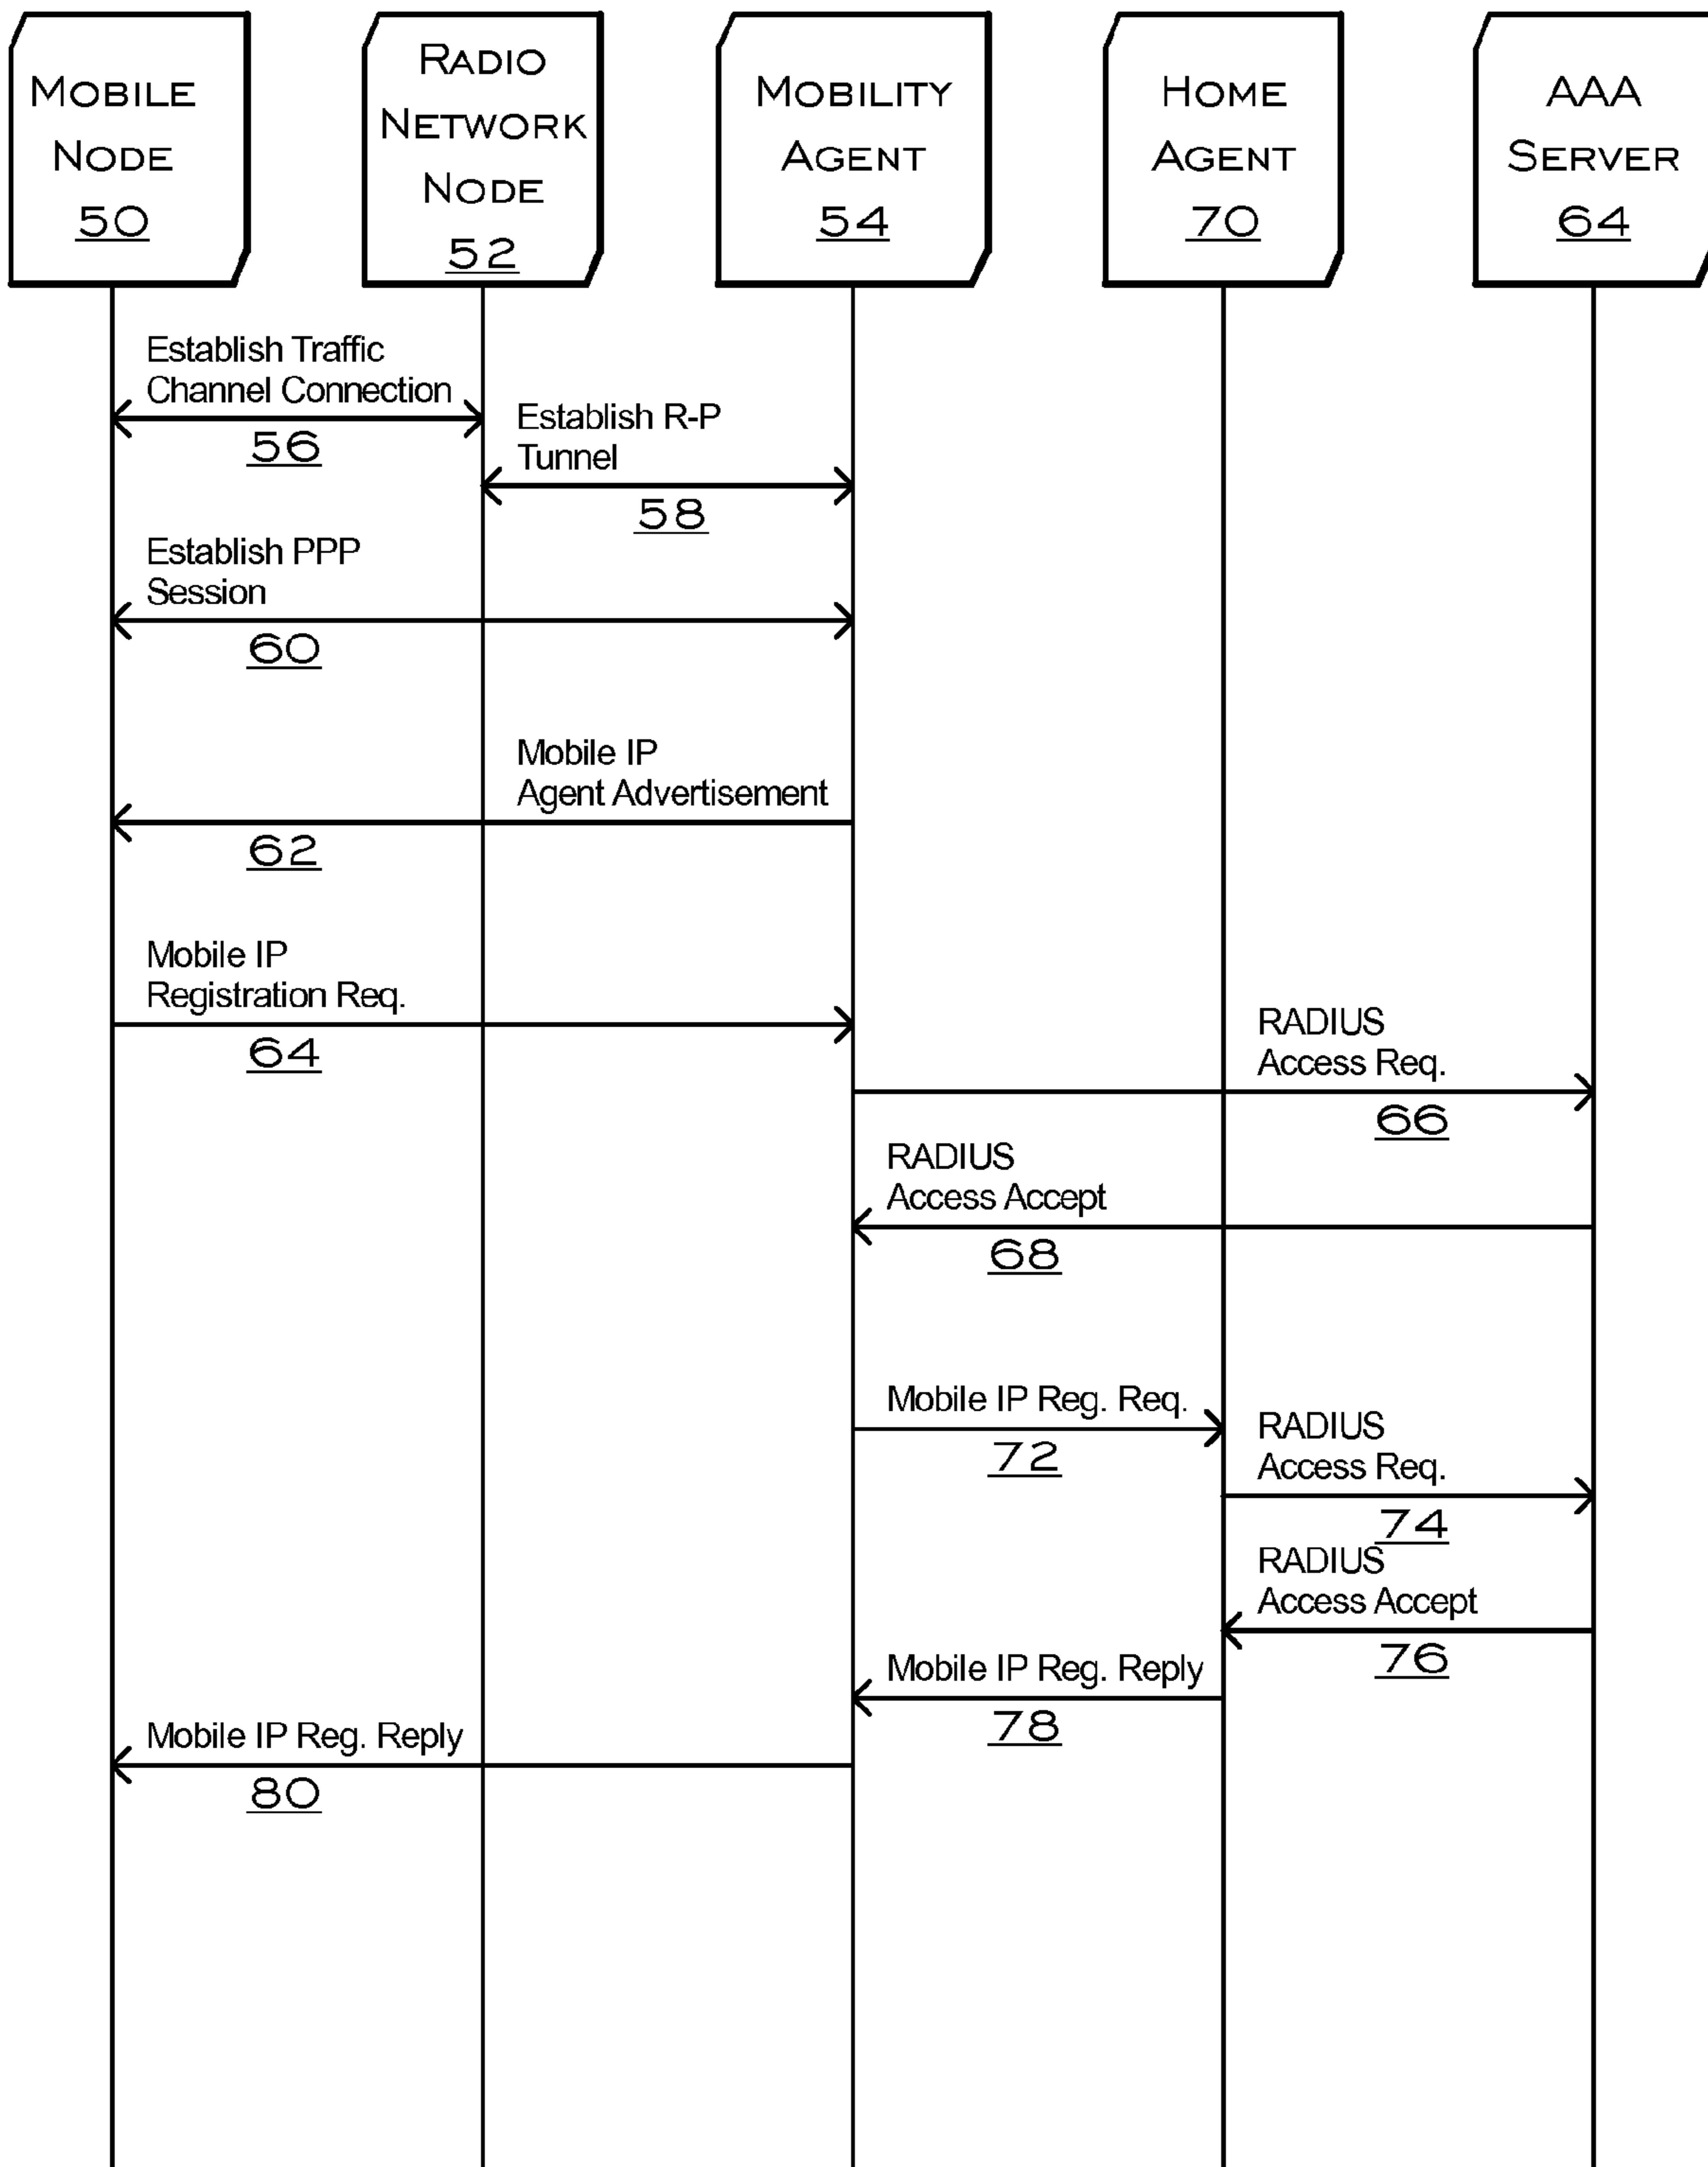 MOBILE
NODE
50
RADIO
NETWORK
NODE
52
MOBILITY
AGENT
54
HOME
AGENT
70
AAA
SERVER
64
Establish Traffic
Channel Connection
56
Establish R-P
Tunnel
58
Establish PPP
Session
60
Mobile IP
Agent Advertisement
62
Mobile IP
Registration Req.
64
RADIUS
Access Req.
66
RADIUS
Access Accept
68
Mobile IP Reg. Req.
72
RADIUS
Access Req.
74
RADIUS
Access Accept
76
Mobile IP Reg. Reply
78
Mobile IP Reg. Reply
80